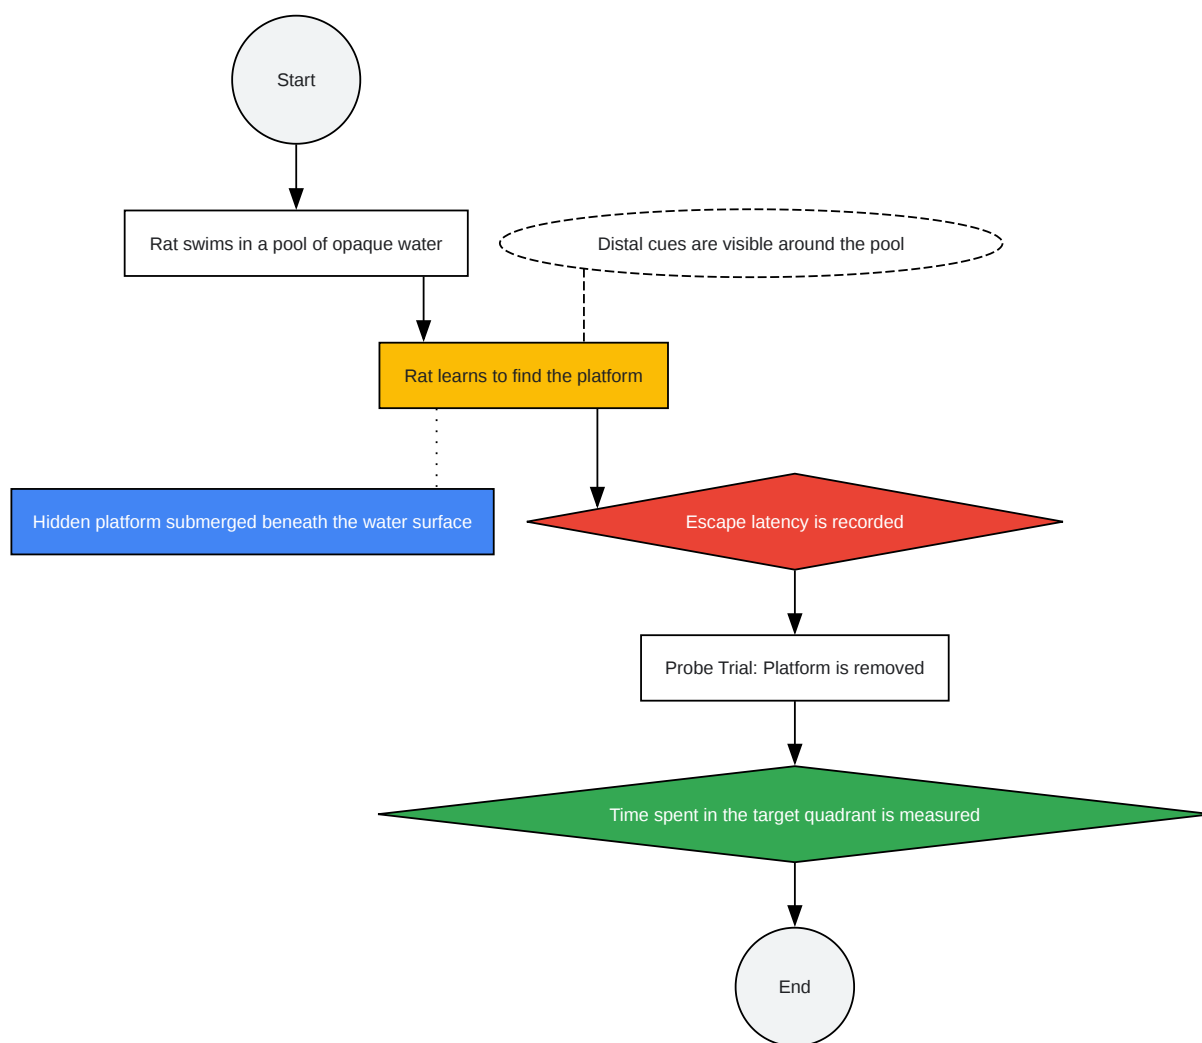 Start
Rat swims in a pool of opaque water
Distal cues are visible around the pool
Rat learns to find the platform
Hidden platform submerged beneath the water surface
Escape latency is recorded
Probe Trial: Platform is removed
Time spent in the target quadrant is measured
End